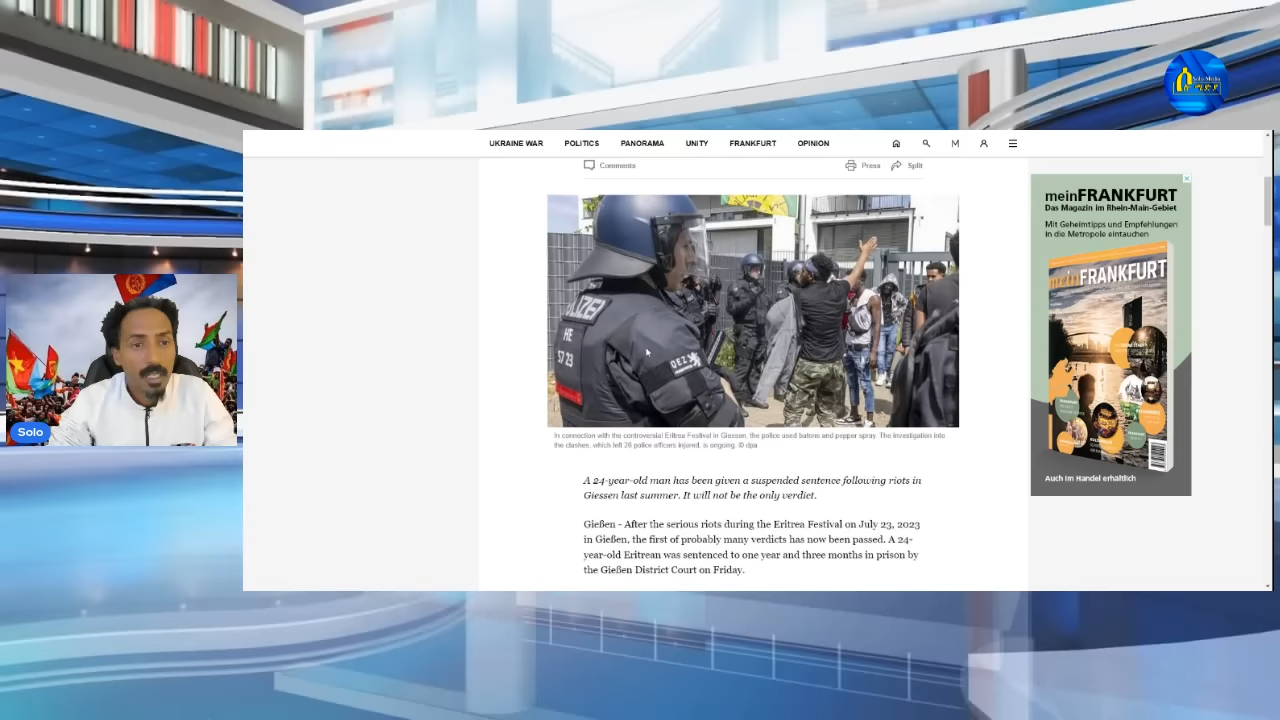 Solo Media
UKRAINE WAR POLITICS PANORAMA UNITY FRANKFURT OPINION
Comments Press Split
POLIZEI
HE
57 23
In connection with the controversial Eritrea Festival in Giessen, the police used batons and pepper spray. The investigation into
the clashes, which left 26 police officers injured, is ongoing. © dpa
A 24-year-old man has been given a suspended sentence following riots in
Giessen last summer. It will not be the only verdict.
Gießen - After the serious riots during the Eritrea Festival on July 23, 2023
in Gießen, the first of probably many verdicts has now been passed. A 24-
year-old Eritrean was sentenced to one year and three months in prison by
the Gießen District Court on Friday.
meinFRANKFURT
Das Magazin im Rhein-Main-Gebiet
Mit Geheimtipps und Empfehlungen
in die Metropole eintauchen
meinFRANKFURT
Auch im Handel erhältlich
Solo